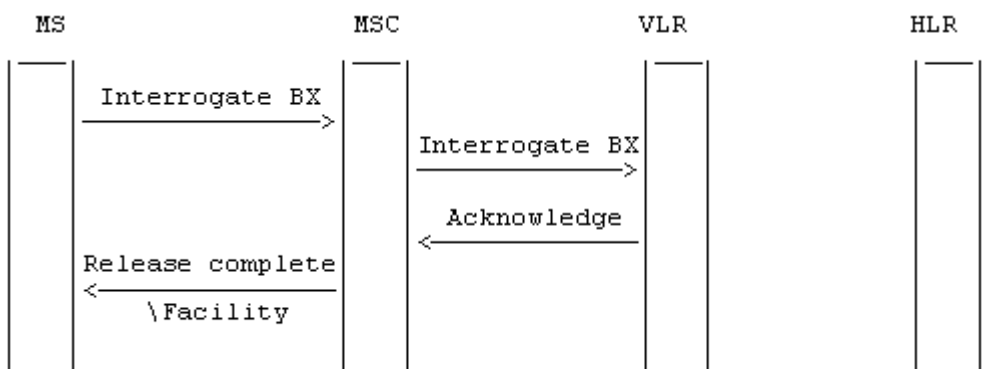 MS MSC VLR HLR
Interrogate BX
Interrogate BX
Acknowledge
Release complete
\Facility